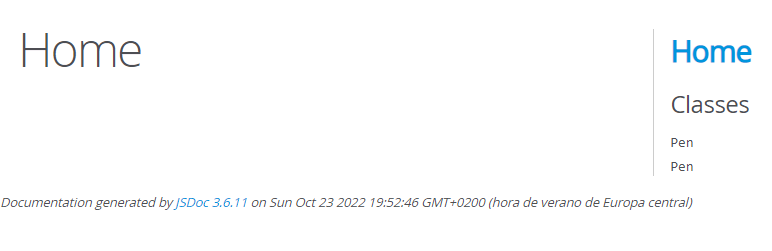 Home
Home
Classes
Pen
Pen
Documentation generated by JSDoc 3.6.11 on Sun Oct 23 2022 19:52:46 GMT+0200 (hora de verano de Europa central)